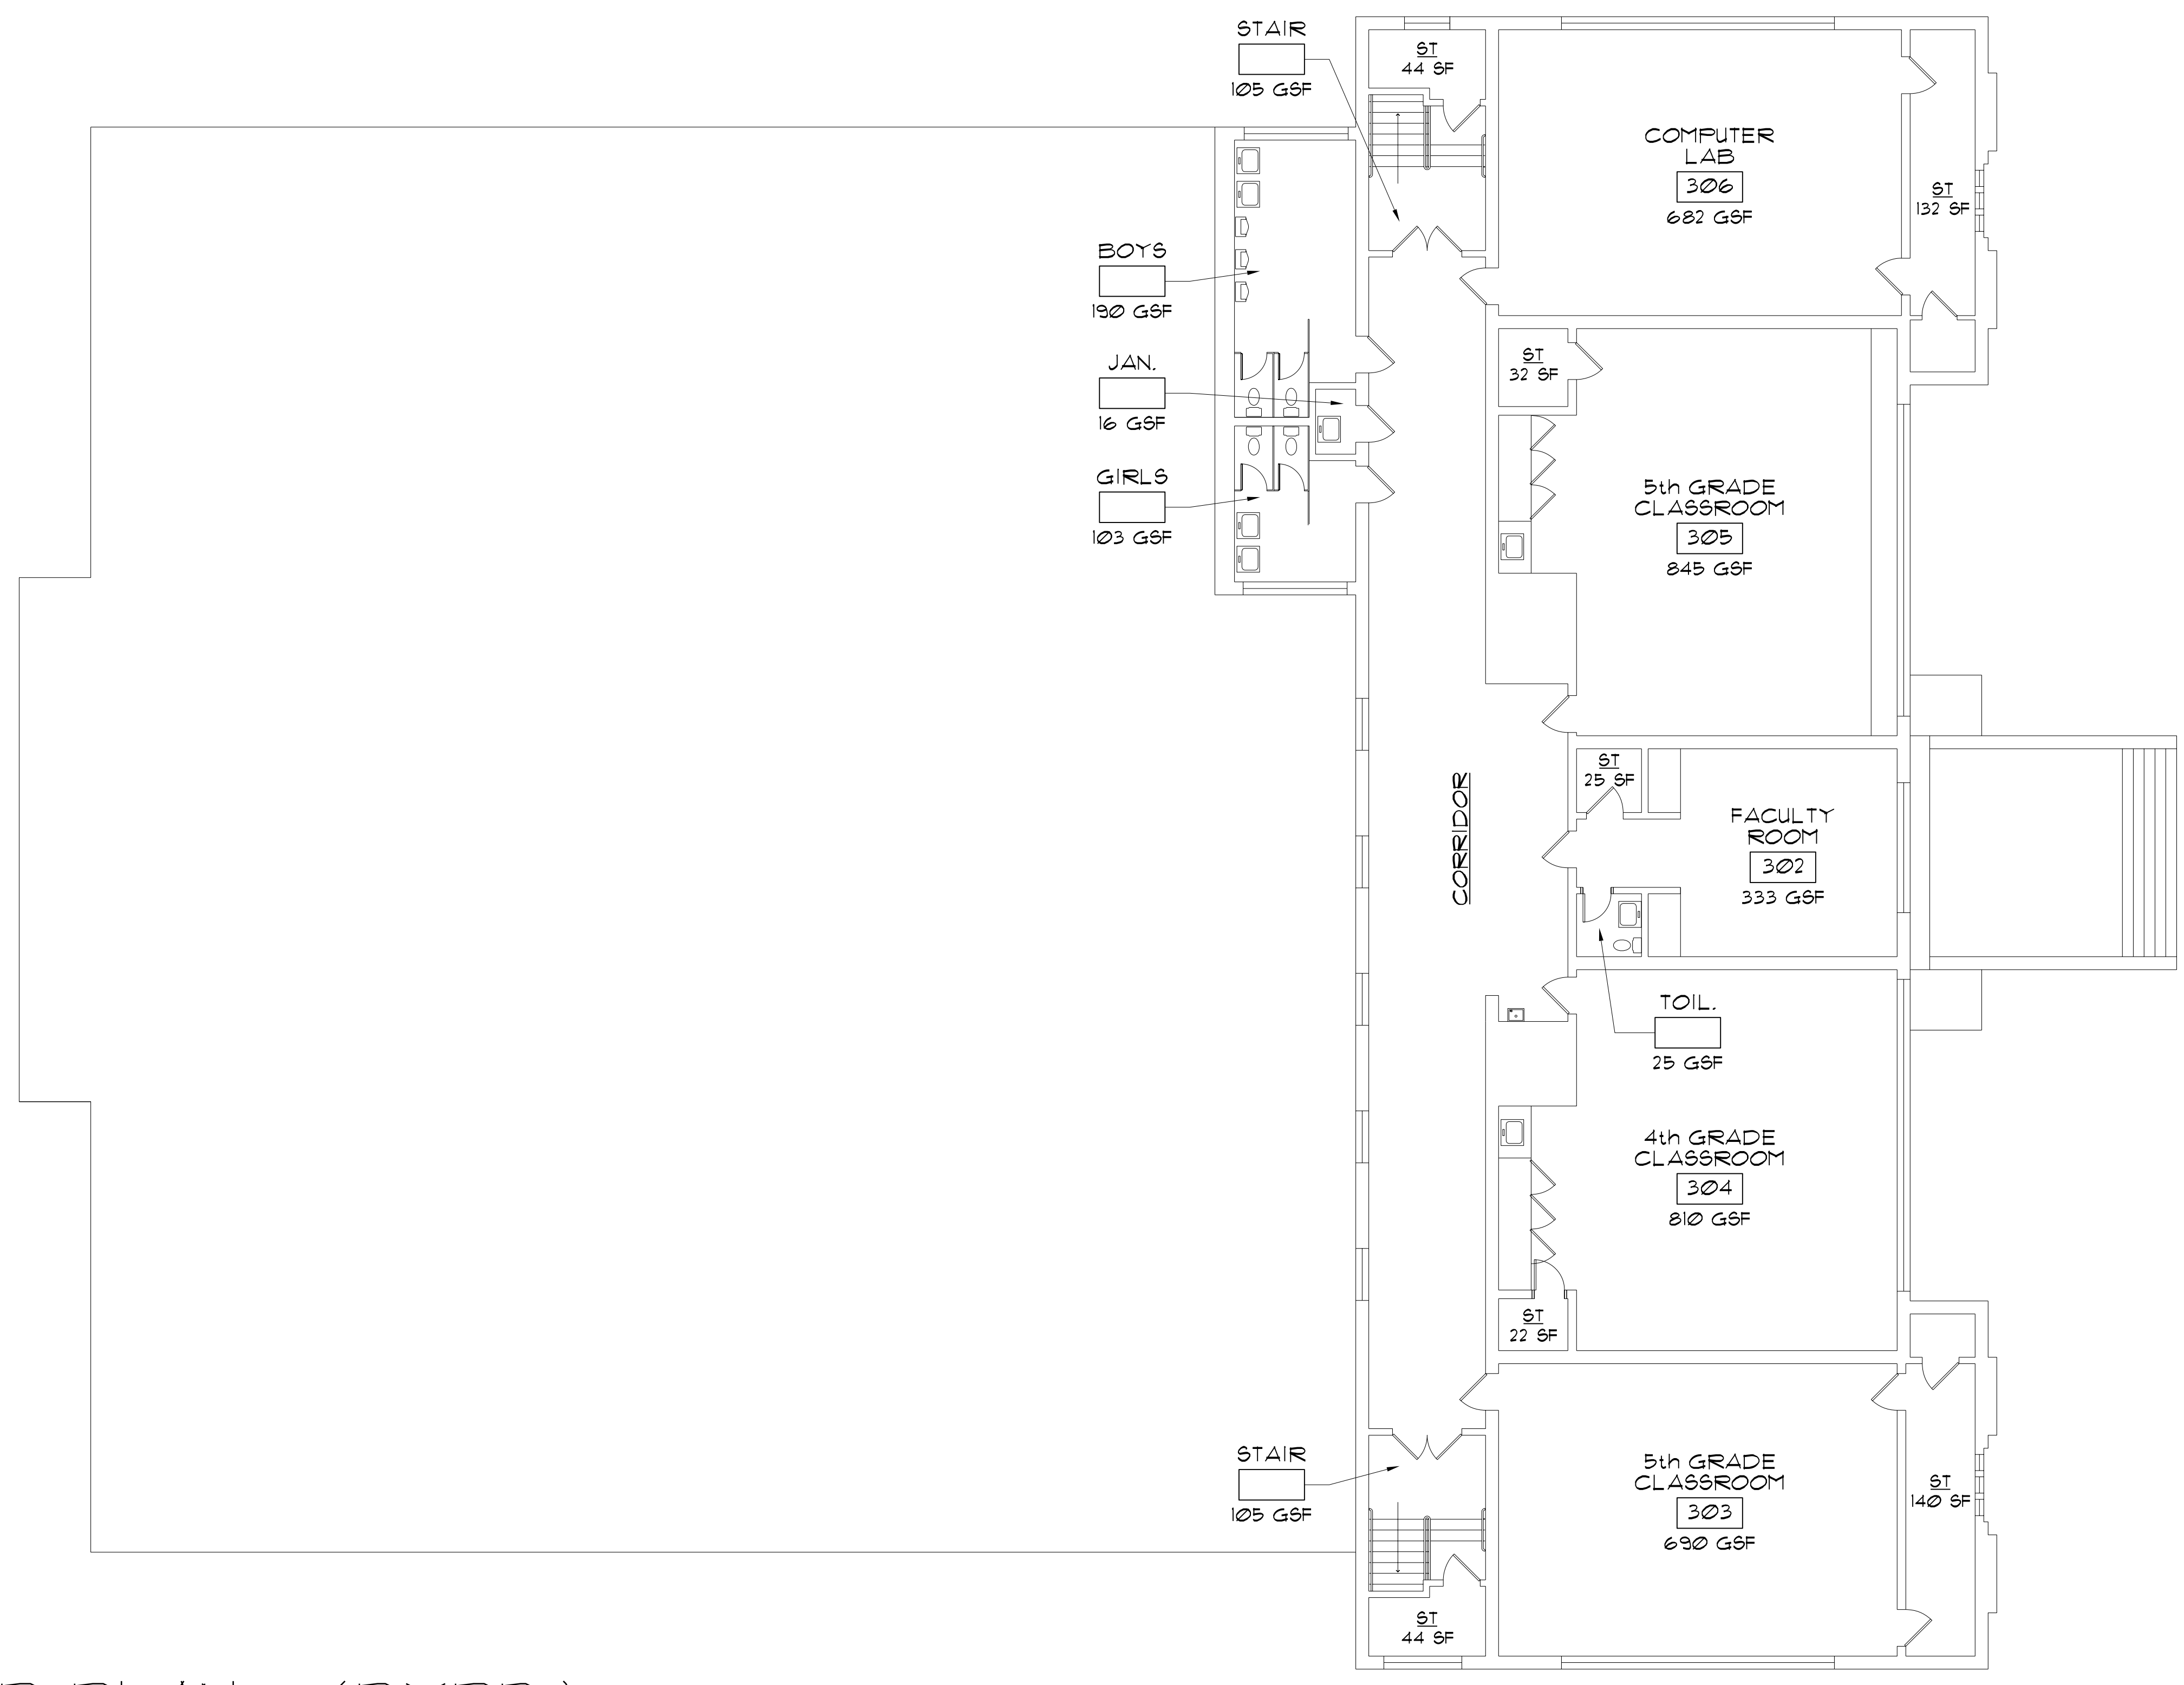 STAIR
105 GSF
ST
44 SF
COMPUTER
LAB
306
682 GSF
ST
132 SF
BOYS
190 GSF
JAN.
16 GSF
GIRLS
103 GSF
ST
32 SF
5th GRADE
CLASSROOM
305
845 GSF
CORRIDOR
ST
25 SF
FACULTY
ROOM
302
333 GSF
TOIL.
25 GSF
4th GRADE
CLASSROOM
304
810 GSF
ST
22 SF
STAIR
105 GSF
5th GRADE
CLASSROOM
303
690 GSF
ST
140 SF
ST
44 SF